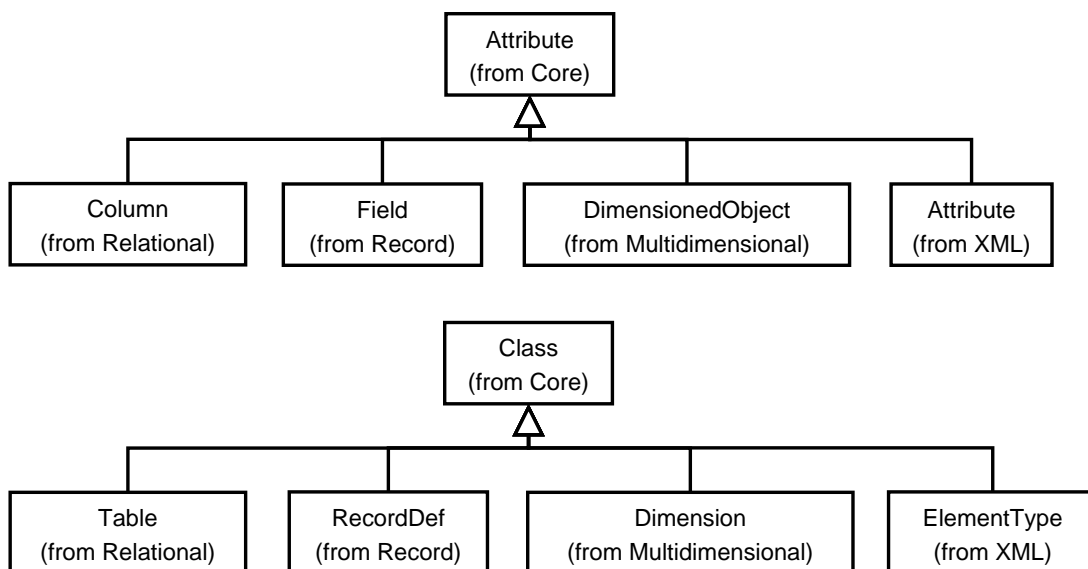 Attribute
(from Core)
Column
(from Relational)
Field
(from Record)
DimensionedObject
(from Multidimensional)
Attribute
(from XML)
Class
(from Core)
Table
(from Relational)
RecordDef
(from Record)
Dimension
(from Multidimensional)
ElementType
(from XML)